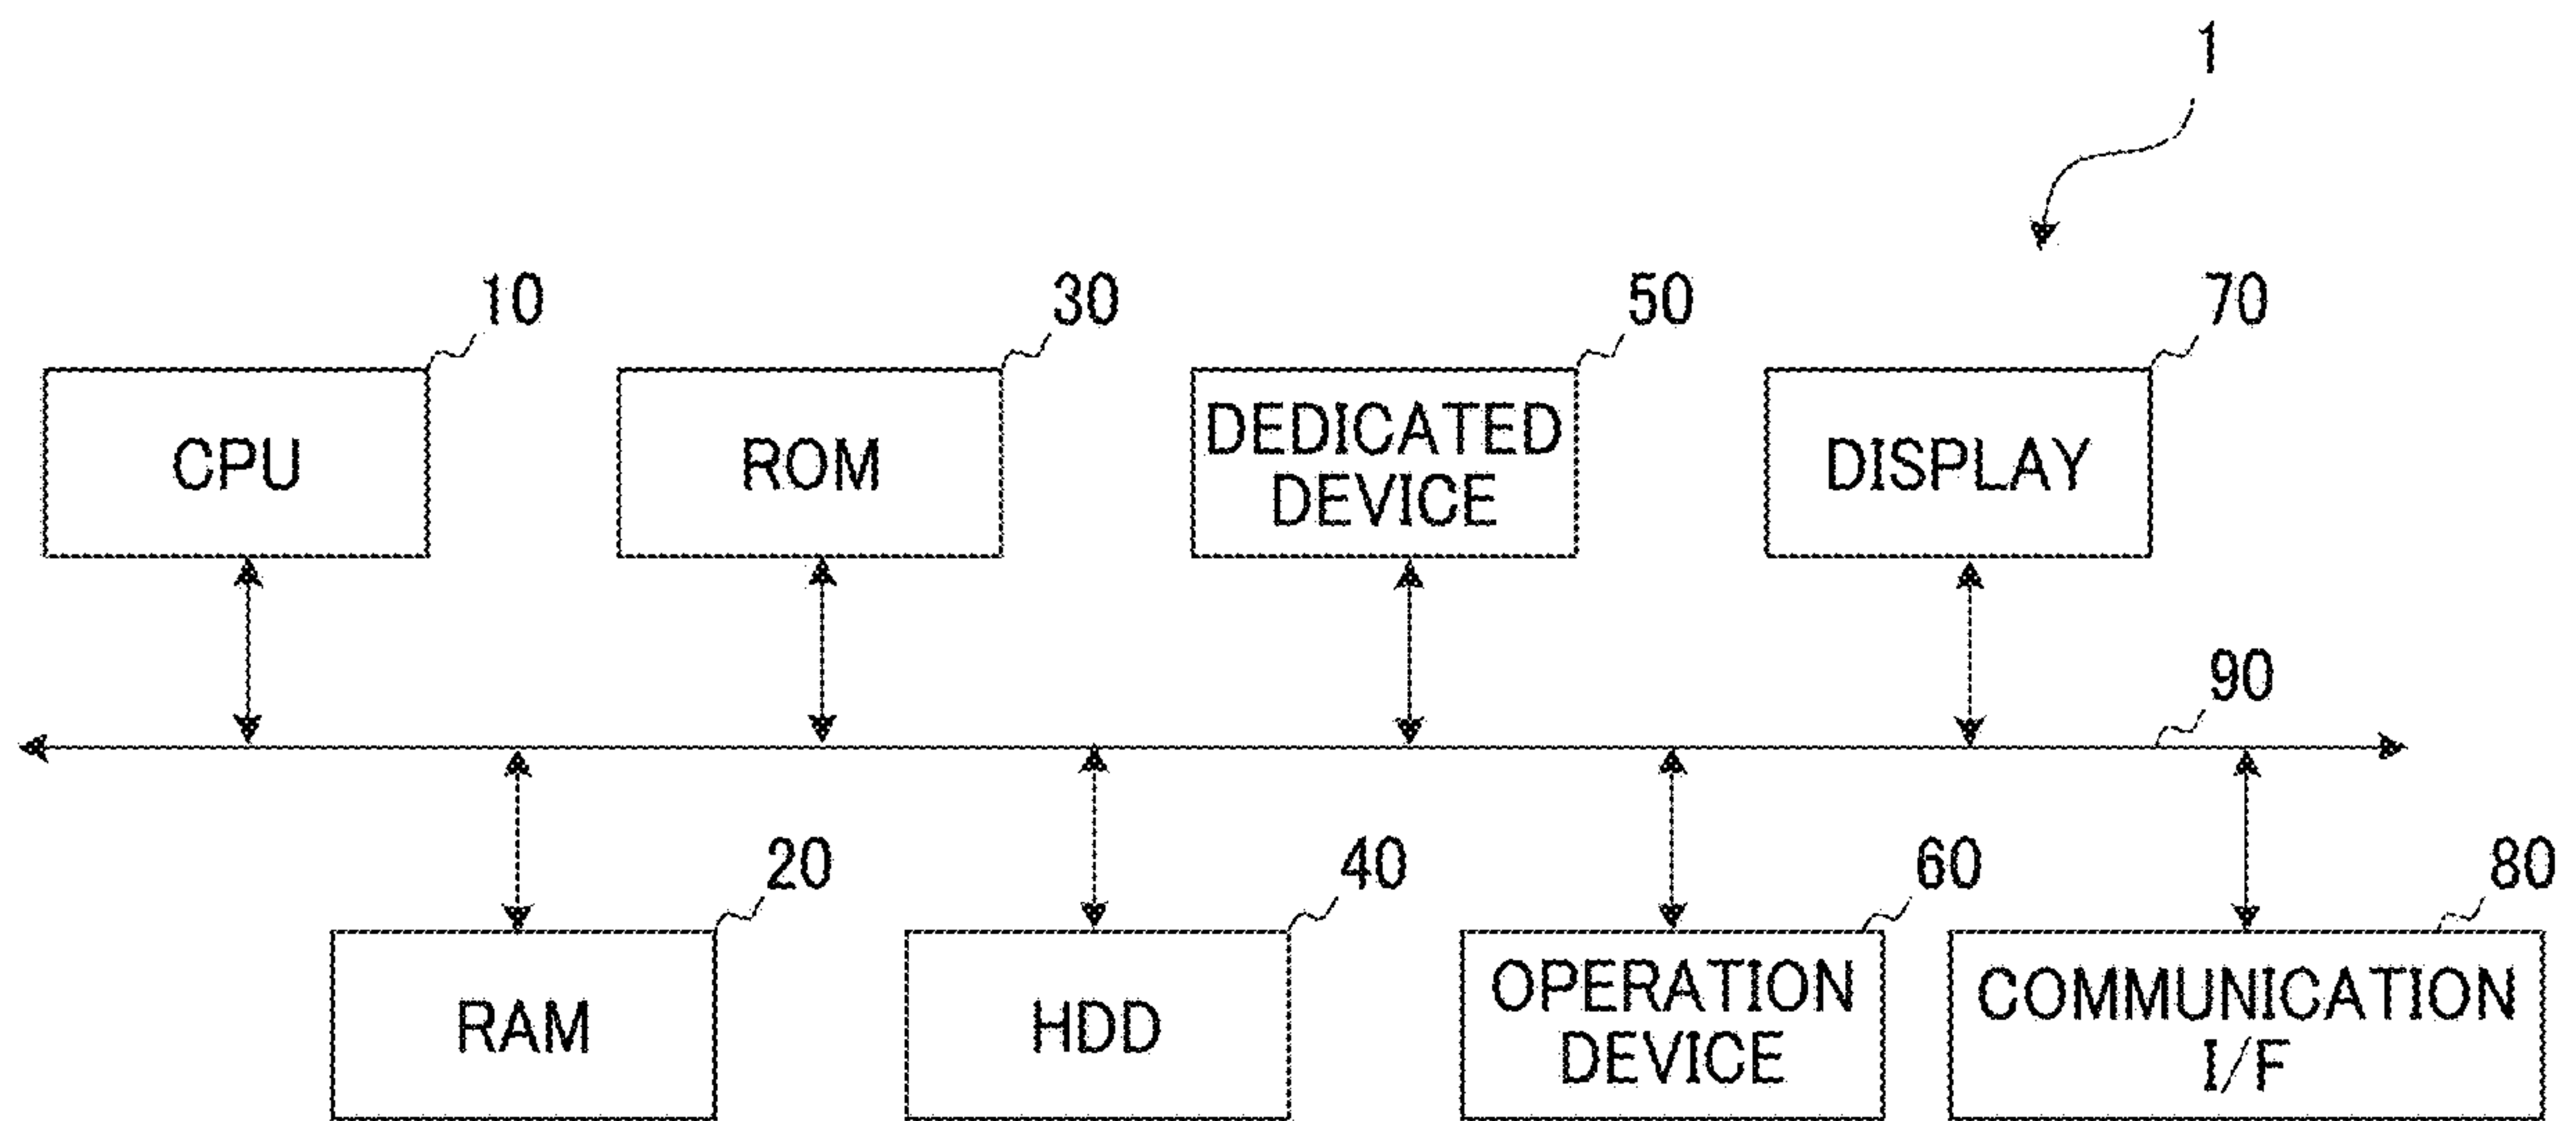 1
10
30
50
70
CPU
ROM
DEDICATED
DEVICE
DISPLAY
90
20
40
60
80
RAM
HDD
OPERATION
DEVICE
COMMUNICATION
I/F